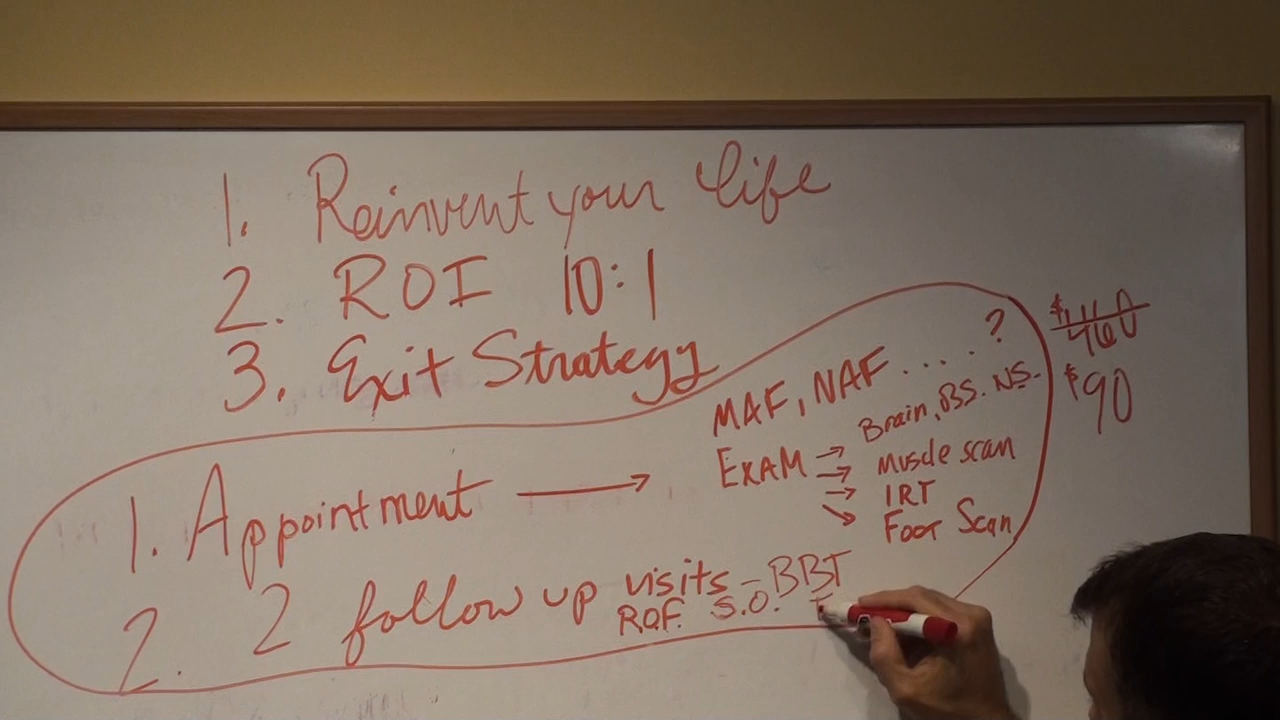 1. Reinvent your life
2. ROI 10:1
3. Exit Strategy
$460
$90
MAF, NAF . . . . ?
1. Appointment → EXAM → Brain, BS. NS.
→ Muscle scan
→ IRT
→ Foot Scan
2. 2 follow up visits - BBT
R.O.F. S.O.